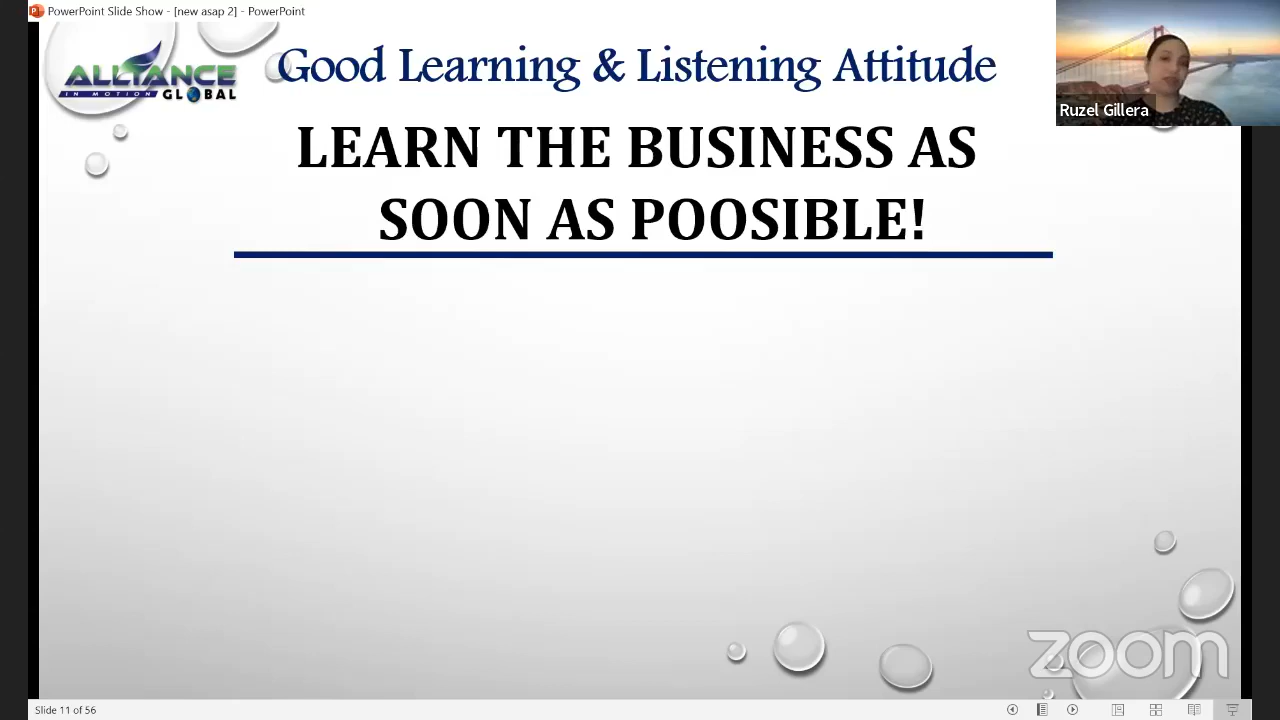 PowerPoint Slide Show - [new asap 2] - PowerPoint
ALLIANCE
IN MOTION GLOBAL
Good Learning & Listening Attitude
LEARN THE BUSINESS AS
SOON AS POOSIBLE!
Ruzel Gillera
zoom
Slide 11 of 56